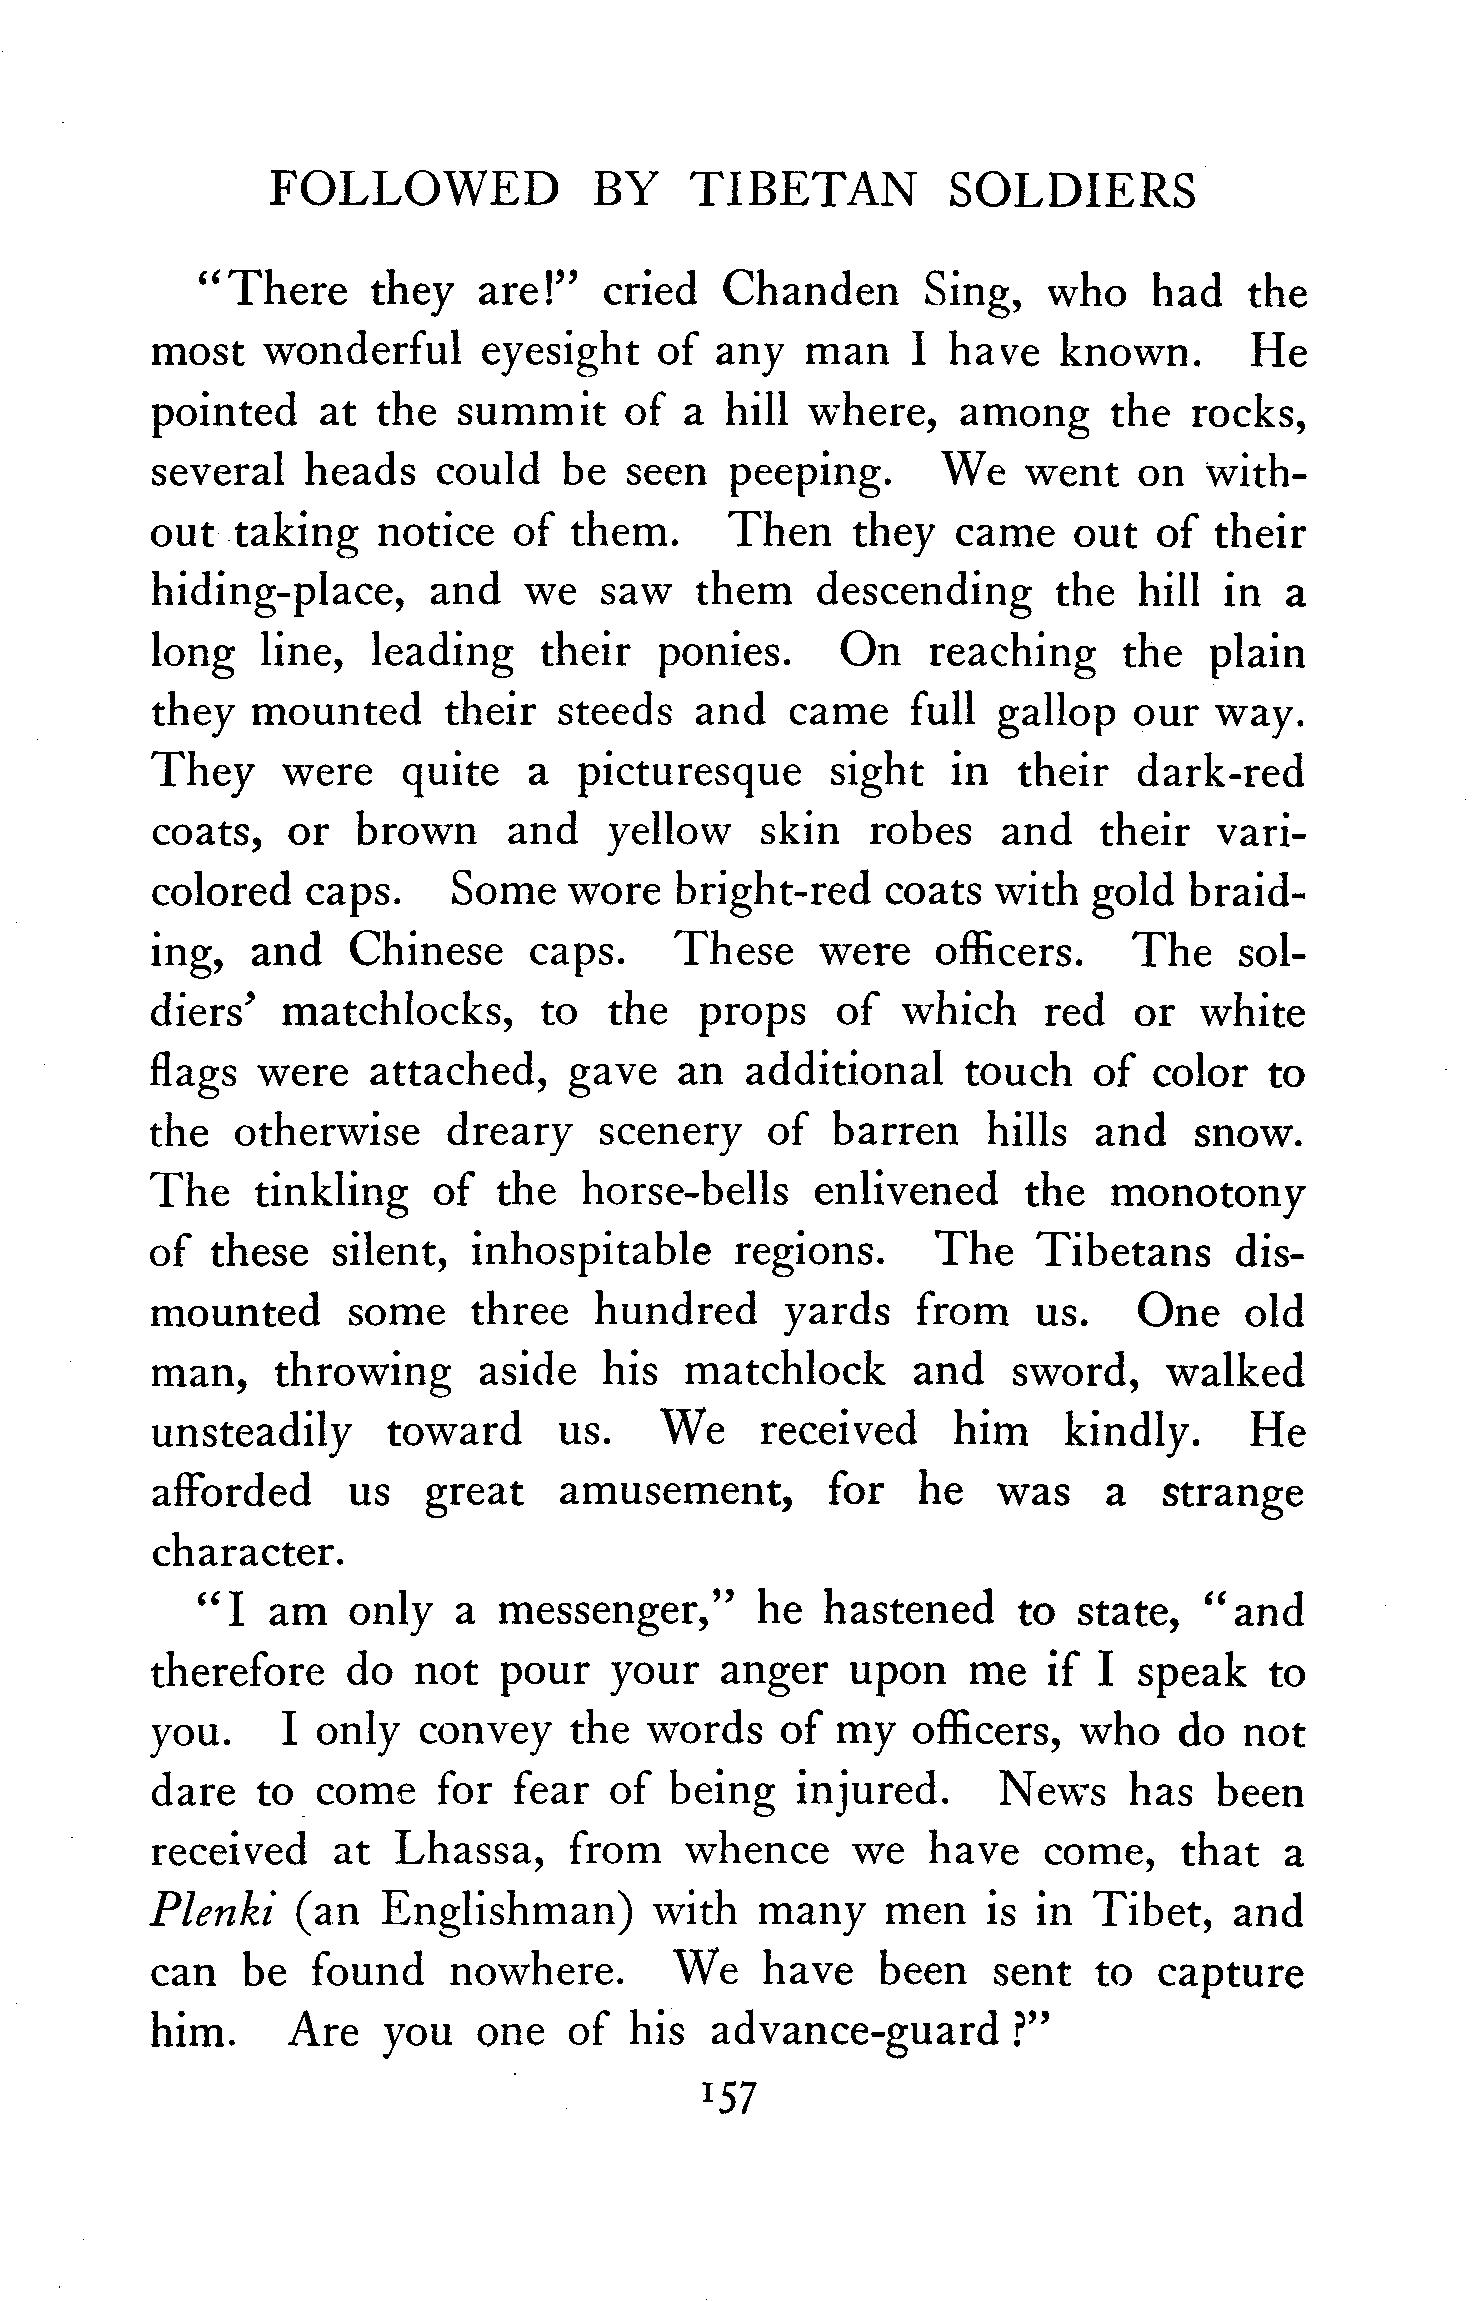 FOLLOWED BY TIBETAN SOLDIERS
"There they are!" cried Chanden Sing, who had the
most wonderful eyesight of any man I have known. He
pointed at the summit of a hill where, among the rocks,
several heads could be seen peeping. We went on with-
out taking notice of them. Then they came out of their
hiding-place, and we saw them descending the hill in a
long line, leading their ponies. On reaching the plain
they mounted their steeds and came full gallop our way.
They were quite a picturesque sight in their dark-red
coats, or brown and yellow skin robes and their vari-
colored caps. Some wore bright-red coats with gold braid-
ing, and Chinese caps. These were officers. The sol-
diers' matchlocks, to the props of which red or white
flags were attached, gave an additional touch of color to
the otherwise dreary scenery of barren hills and snow.
The tinkling of the horse-bells enlivened the monotony
of these silent, inhospitable regions. The Tibetans dis-
mounted some three hundred yards from us. One old
man, throwing aside his matchlock and sword, walked
unsteadily toward us. We received him kindly. He
afforded us great amusement, for he was a strange
character.
"I am only a messenger," he hastened to state, "and
therefore do not pour your anger upon me if I speak to
you. I only convey the words of my officers, who do not
dare to come for fear of being injured. News has been
received at Lhassa, from whence we have come, that a
Plenki (an Englishman) with many men is in Tibet, and
can be found nowhere. We have been sent to capture
him. Are you one of his advance-guard?"
157